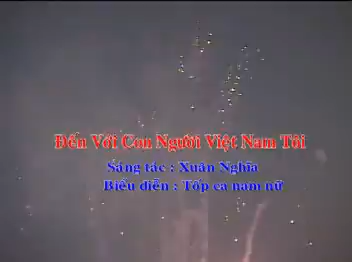 Đến Với Con Người Việt Nam Tôi
Sáng tác : Xuân Nghĩa
Biểu diễn : Tốp ca nam nữ